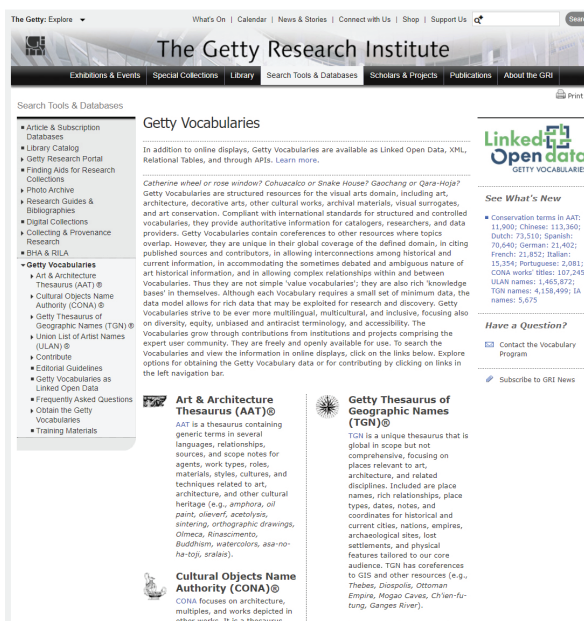 The Getty: Explore
What's On | Calendar | News & Stories | Connect with Us | Shop | Support Us
The Getty Research Institute
Exhibitions & Events
Special Collections
Library
Search Tools & Databases
Scholars & Projects
Publications
About the GRI
Print
Search Tools & Databases
Article & Subscription
Databases
Library Catalog
Getty Research Portal
Finding Aids for Research
Collections
Photo Archive
Research Guides &
Bibliographies
Digital Collections
Collecting & Provenance
Research
BHA & RILA
Getty Vocabularies
Art & Architecture
Thesaurus (AAT) ®
Cultural Objects Name
Authority (CONA) ®
Getty Thesaurus of
Geographic Names (TGN) ®
Union List of Artist Names
(ULAN) ®
Contribute
Editorial Guidelines
Getty Vocabularies as
Linked Open Data
Frequently Asked Questions
Obtain the Getty
Vocabularies
Training Materials
Getty Vocabularies
In addition to online displays, Getty Vocabularies are available as Linked Open Data, XML,
Relational Tables, and through APIs. Learn more.
Catherine wheel or rose window? Cohuacalco or Snake House? Gaochang or Qara-Hoja?
Getty Vocabularies are structured resources for the visual arts domain, including art,
architecture, decorative arts, other cultural works, archival materials, visual surrogates,
and art conservation. Compliant with international standards for structured and controlled
vocabularies, they provide authoritative information for catalogers, researchers, and data
providers. Getty Vocabularies contain coreferences to other resources where topics
overlap. However, they are unique in their global coverage of the defined domain, in citing
published sources and contributors, in allowing interconnections among historical and
current information, in accommodating the sometimes debated and ambiguous nature of
art historical information, and in allowing complex relationships within and between
Vocabularies. Thus they are not simple 'value vocabularies'; they are also rich 'knowledge
bases' in themselves. Although each Vocabulary requires a small set of minimum data, the
data model allows for rich data that may be exploited for research and discovery. Getty
Vocabularies strive to be ever more multilingual, multicultural, and inclusive, focusing also
on diversity, equity, unbiased and antiracist terminology, and accessibility. The
Vocabularies grow through contributions from institutions and projects comprising the
expert user community. They are freely and openly available for use. To search the
Vocabularies and view the information in online displays, click on the links below. Explore
options for obtaining the Getty Vocabulary data or for contributing by clicking on links in
the left navigation bar.
Art & Architecture
Thesaurus (AAT)®
AAT is a thesaurus containing
generic terms in several
languages, relationships,
sources, and scope notes for
agents, work types, roles,
materials, styles, cultures, and
techniques related to art,
architecture, and other cultural
heritage (e.g., amphora, oil
paint, olieverf, acetolysis,
sintering, orthographic drawings,
Olmeca, Rinascimento,
Buddhism, watercolors, asa-no-
ha-toji, sralais).
Cultural Objects Name
Authority (CONA)®
CONA focuses on architecture,
multiples, and works depicted in
other works. It is a thesaurus
Getty Thesaurus of
Geographic Names
(TGN)®
TGN is a unique thesaurus that is
global in scope but not
comprehensive, focusing on
places relevant to art,
architecture, and related
disciplines. Included are place
names, rich relationships, place
types, dates, notes, and
coordinates for historical and
current cities, nations, empires,
archaeological sites, lost
settlements, and physical
features tailored to our core
audience. TGN has coreferences
to GIS and other resources (e.g.,
Thebes, Diospolis, Ottoman
Empire, Mogao Caves, Ch'ien-fu-
tung, Ganges River).
Linked
Open data
GETTY VOCABULARIES
See What's New
Conservation terms in AAT:
11,900; Chinese: 113,360;
Dutch: 73,510; Spanish:
70,640; German: 21,402;
French: 21,852; Italian:
15,354; Portuguese: 2,081;
CONA works' titles: 107,245
ULAN names: 1,465,872;
TGN names: 4,158,499; IA
names: 5,675
Have a Question?
Contact the Vocabulary
Program
Subscribe to GRI News